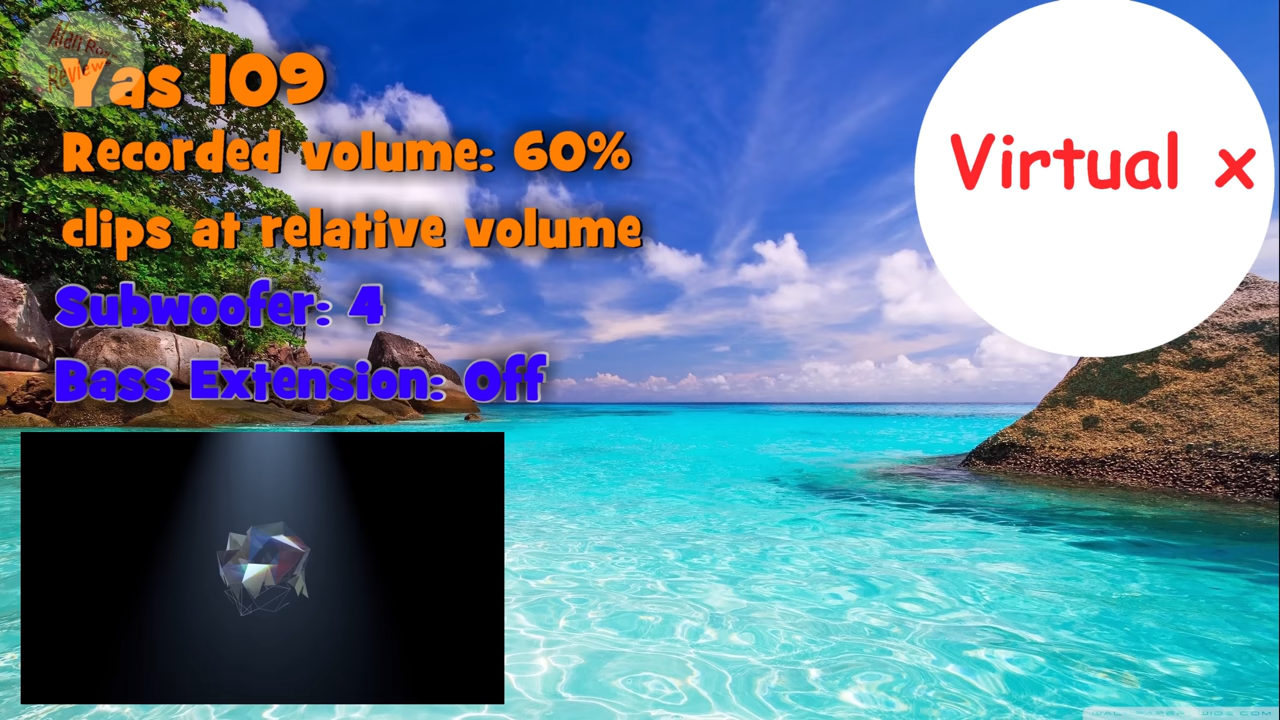 Yas 109
Recorded volume: 60%
clips at relative volume
Subwoofer: 4
Bass Extension: Off
Virtual x